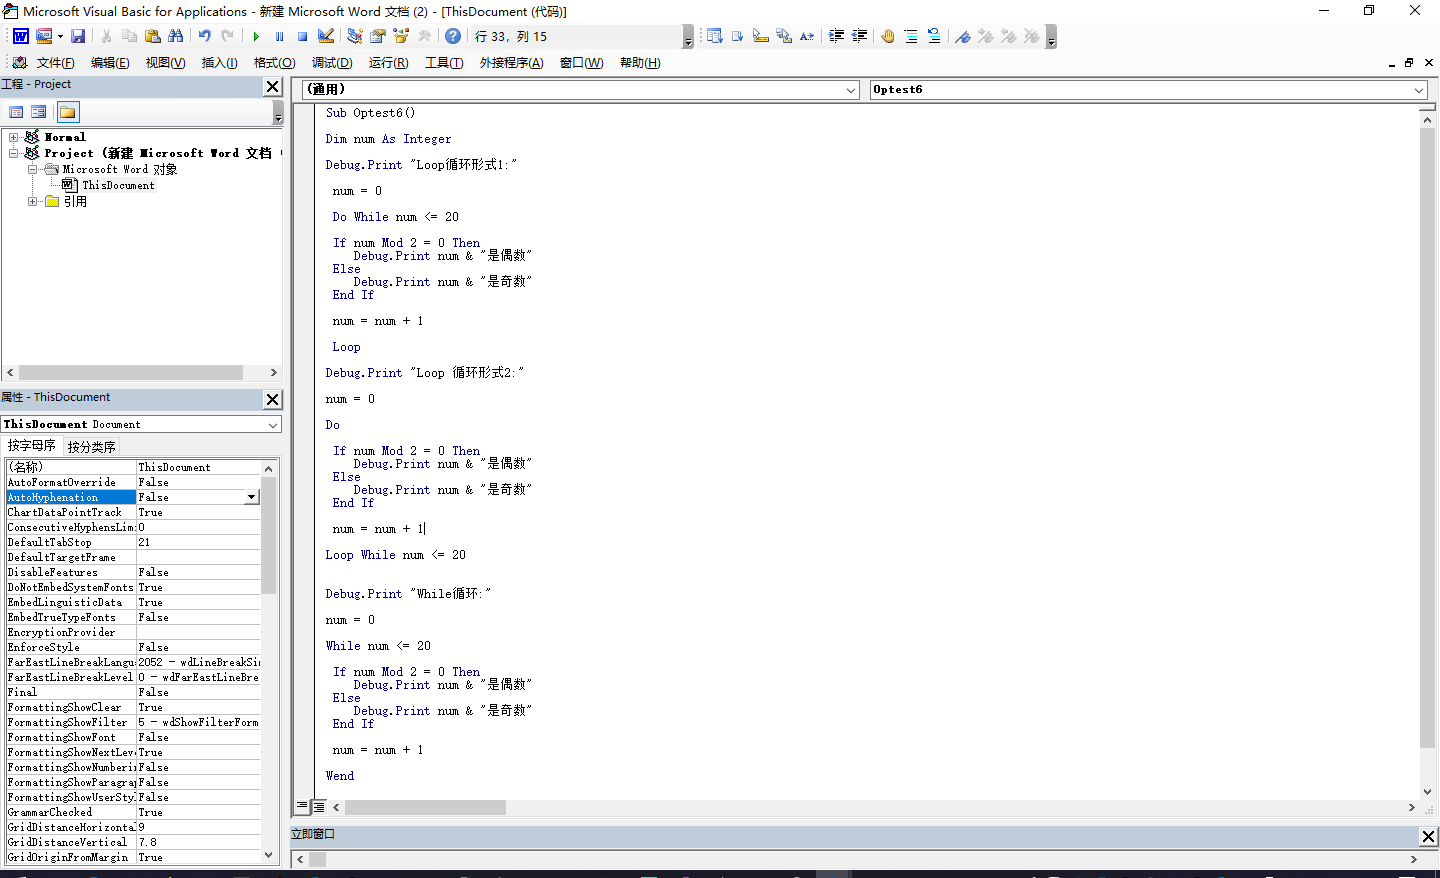 Microsoft Visual Basic for Applications - 新建 Microsoft Word 文档 (2) - [ThisDocument (代码)]
行 33, 列 15
文件(F) 编辑(E) 视图(V) 插入(I) 格式(O) 调试(D) 运行(R) 工具(T) 外接程序(A) 窗口(W) 帮助(H)
工程 - Project
Normal
Project (新建 Microsoft Word 文档
Microsoft Word 对象
ThisDocument
引用
属性 - ThisDocument
ThisDocument Document
按字母序 按分类序
(名称) ThisDocument
AutoFormatOverride False
AutoHyphenation False
ChartDataPointTrack True
ConsecutiveHyphensLim 0
DefaultTabStop 21
DefaultTargetFrame
DisableFeatures False
DoNotEmbedSystemFonts True
EmbedLinguisticData True
EmbedTrueTypeFonts False
EncryptionProvider
EnforceStyle False
FarEastLineBreakLangu 2052 - wdLineBreakSi
FarEastLineBreakLevel 0 - wdFarEastLineBre
Final False
FormattingShowClear True
FormattingShowFilter 5 - wdShowFilterForm
FormattingShowFont False
FormattingShowNextLev True
FormattingShowNumberi False
FormattingShowParagra False
FormattingShowUserSty False
GrammarChecked True
GridDistanceHorizonta 9
GridDistanceVertical 7.8
GridOriginFromMargin True
(通用) Optest6
Sub Optest6()
Dim num As Integer
Debug.Print "Loop循环形式1:"
num = 0
Do While num <= 20
If num Mod 2 = 0 Then
Debug.Print num & "是偶数"
Else
Debug.Print num & "是奇数"
End If
num = num + 1
Loop
Debug.Print "Loop 循环形式2:"
num = 0
Do
If num Mod 2 = 0 Then
Debug.Print num & "是偶数"
Else
Debug.Print num & "是奇数"
End If
num = num + 1
Loop While num <= 20
Debug.Print "While循环:"
num = 0
While num <= 20
If num Mod 2 = 0 Then
Debug.Print num & "是偶数"
Else
Debug.Print num & "是奇数"
End If
num = num + 1
Wend
立即窗口